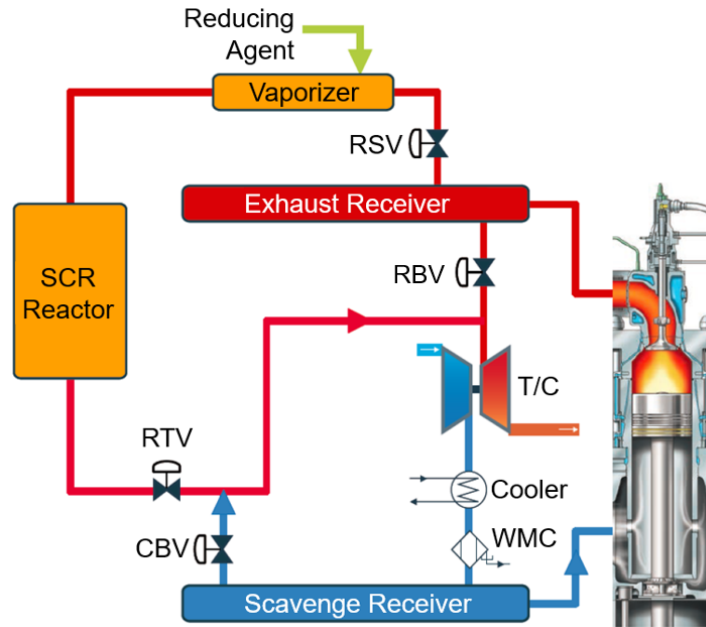 Reducing
Agent
Vaporizer
RSV
Exhaust Receiver
SCR
Reactor
RBV
T/C
RTV
Cooler
CBV
WMC
Scavenge Receiver